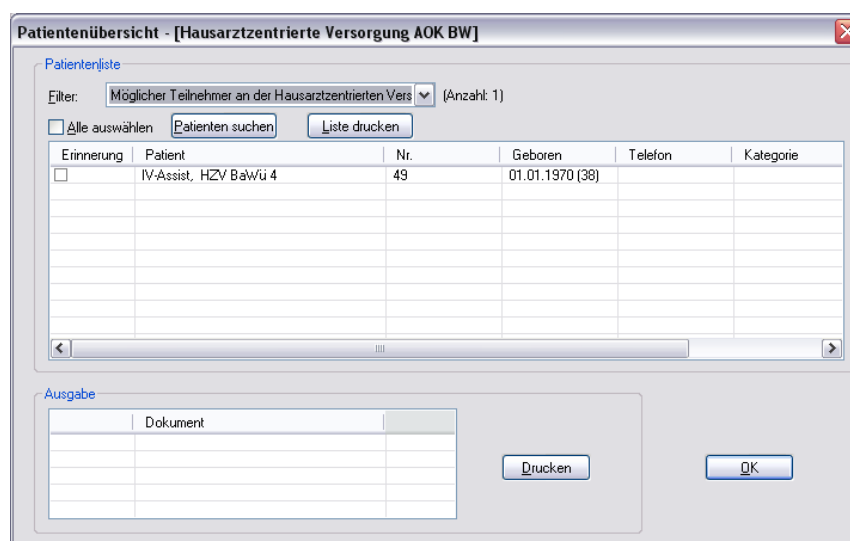 Patientenübersicht - [Hausarztzentrierte Versorgung AOK BW]
Patientenliste
Filter: Möglicher Teilnehmer an der Hausarztzentrierten Vers (Anzahl: 1)
Alle auswählen Patienten suchen Liste drucken
Erinnerung Patient Nr. Geboren Telefon Kategorie
IV-Assist, HZV BaWü 4 49 01.01.1970 (38)
Ausgabe
Dokument
Drucken OK